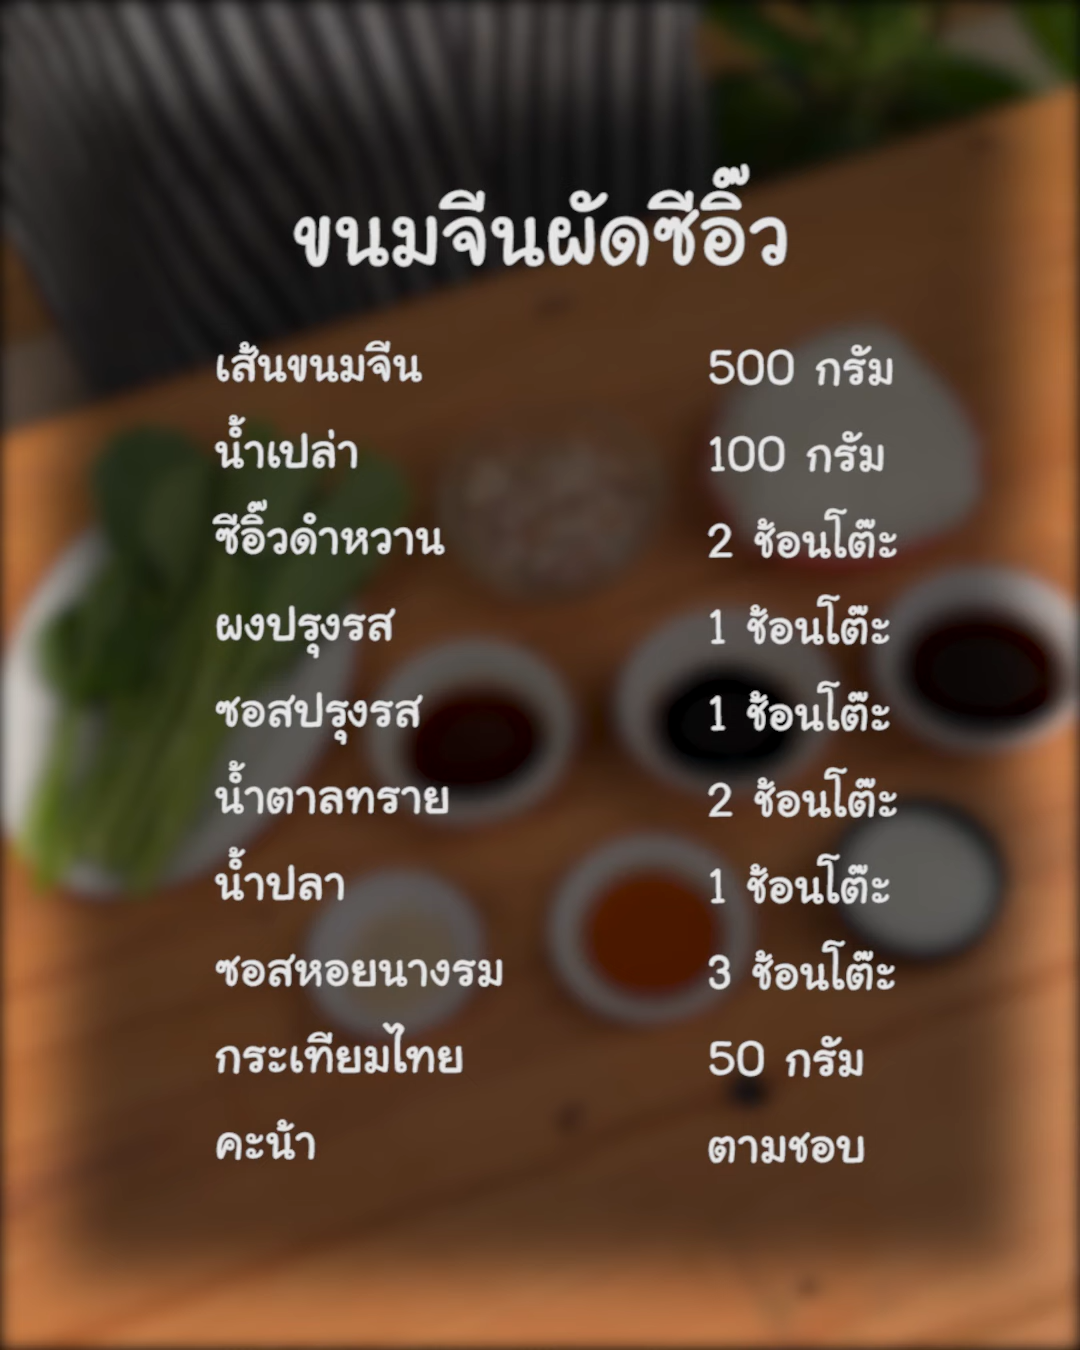 ขนมจีนผัดซีอิ๊ว
เส้นขนมจีน 500 กรัม
น้ำเปล่า 100 กรัม
ซีอิ๊วดำหวาน 2 ช้อนโต๊ะ
ผงปรุงรส 1 ช้อนโต๊ะ
ซอสปรุงรส 1 ช้อนโต๊ะ
น้ำตาลทราย 2 ช้อนโต๊ะ
น้ำปลา 1 ช้อนโต๊ะ
ซอสหอยนางรม 3 ช้อนโต๊ะ
กระเทียมไทย 50 กรัม
คะน้า ตามชอบ